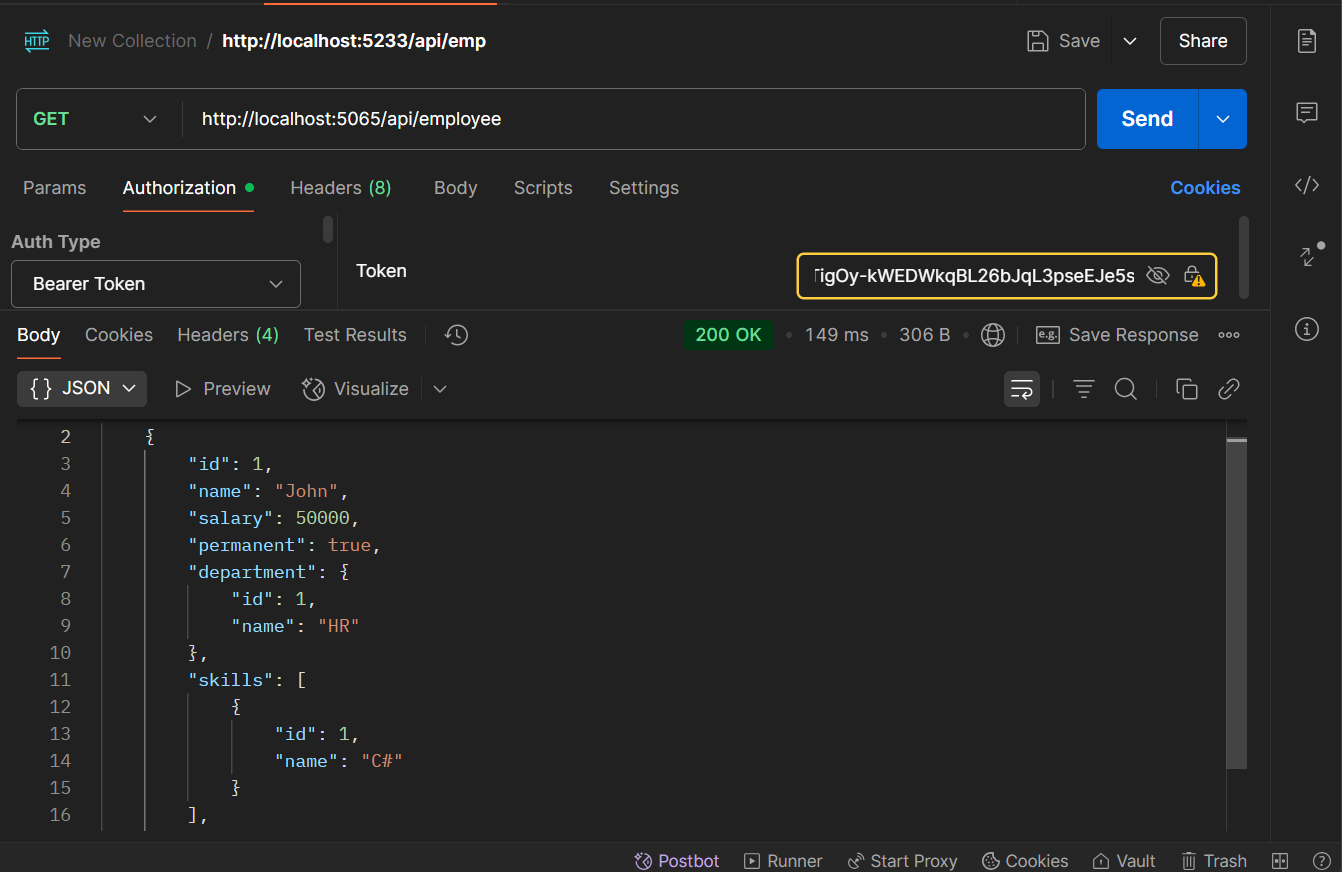 HTTP New Collection / http://localhost:5233/api/emp Save Share
GET http://localhost:5065/api/employee Send
Params Authorization Headers (8) Body Scripts Settings Cookies
Auth Type
Bearer Token
Token
TigOy-kWEDWkqBL26bJqL3pseEJe5s
Body Cookies Headers (4) Test Results 200 OK • 149 ms • 306 B • e.g. Save Response
{} JSON Preview Visualize
2 {
3 "id": 1,
4 "name": "John",
5 "salary": 50000,
6 "permanent": true,
7 "department": {
8 "id": 1,
9 "name": "HR"
10 },
11 "skills": [
12 {
13 "id": 1,
14 "name": "C#"
15 }
16 ],
Postbot Runner Start Proxy Cookies Vault Trash